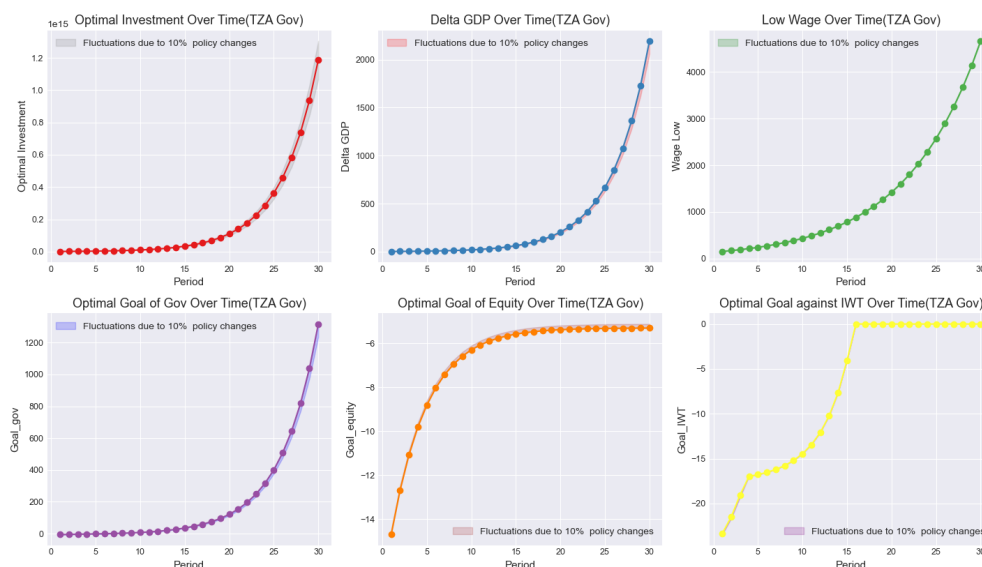 Optimal Investment Over Time(TZA Gov)
1e15
Fluctuations due to 10%  policy changes
1.2
1.0
0.8
0.6
0.4
0.2
0.0
Optimal Investment
0 5 10 15 20 25 30
Period
Delta GDP Over Time(TZA Gov)
Fluctuations due to 10%  policy changes
2000
1500
1000
500
0
Delta GDP
0 5 10 15 20 25 30
Period
Low Wage Over Time(TZA Gov)
Fluctuations due to 10%  policy changes
4000
3000
2000
1000
0
Wage Low
0 5 10 15 20 25 30
Period
Optimal Goal of Gov Over Time(TZA Gov)
Fluctuations due to 10%  policy changes
1200
1000
800
600
400
200
0
Goal_gov
0 5 10 15 20 25 30
Period
Optimal Goal of Equity Over Time(TZA Gov)
−6
−8
−10
−12
−14
Goal_equity
Fluctuations due to 10%  policy changes
0 5 10 15 20 25 30
Period
Optimal Goal against IWT Over Time(TZA Gov)
0
−5
−10
−15
−20
Goal_IWT
Fluctuations due to 10%  policy changes
0 5 10 15 20 25 30
Period